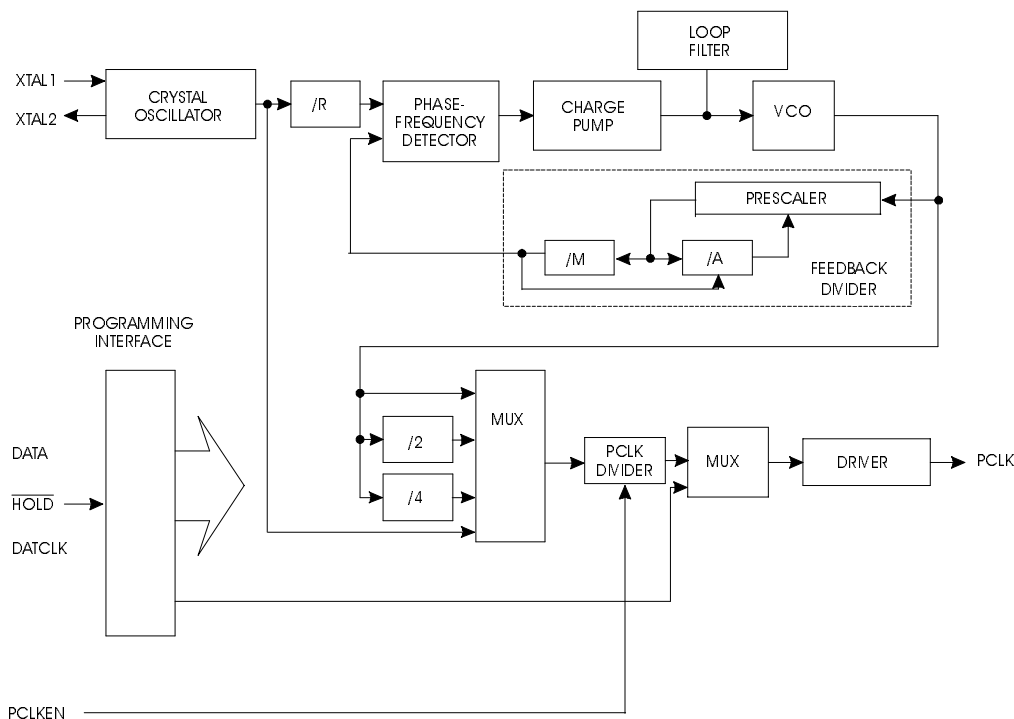 LOOP
FILTER
XTAL1
XTAL2
CRYSTAL
OSCILLATOR
/R
PHASE-
FREQUENCY
DETECTOR
CHARGE
PUMP
VCO
PRESCALER
/M
/A
FEEDBACK
DIVIDER
PROGRAMMING
INTERFACE
MUX
/2
/4
DATA
HOLD
DATCLK
PCLK
DIVIDER
MUX
DRIVER
PCLK
PCLKEN